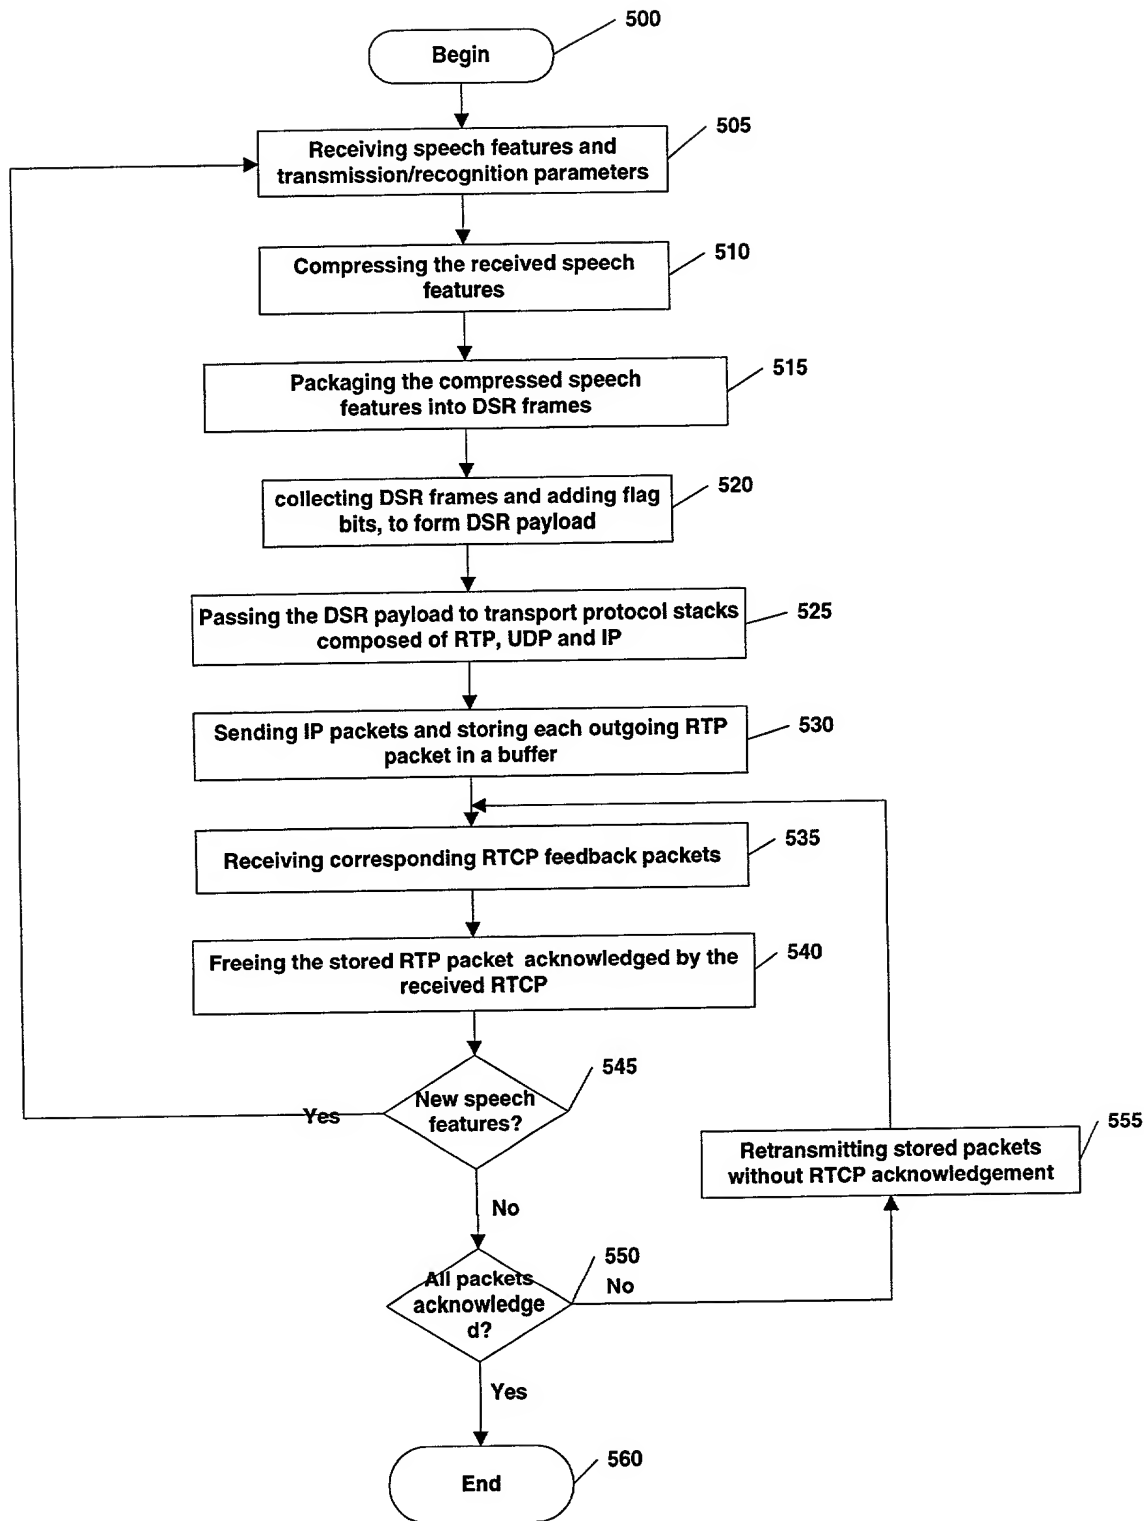 500
Begin
505
Receiving speech features and
transmission/recognition parameters
510
Compressing the received speech
features
515
Packaging the compressed speech
features into DSR frames
520
collecting DSR frames and adding flag
bits, to form DSR payload
525
Passing the DSR payload to transport protocol stacks
composed of RTP, UDP and IP
530
Sending IP packets and storing each outgoing RTP
packet in a buffer
535
Receiving corresponding RTCP feedback packets
540
Freeing the stored RTP packet acknowledged by the
received RTCP
545
New speech
features?
Yes
555
Retransmitting stored packets
without RTCP acknowledgement
No
550
All packets
acknowledge
d?
No
Yes
560
End